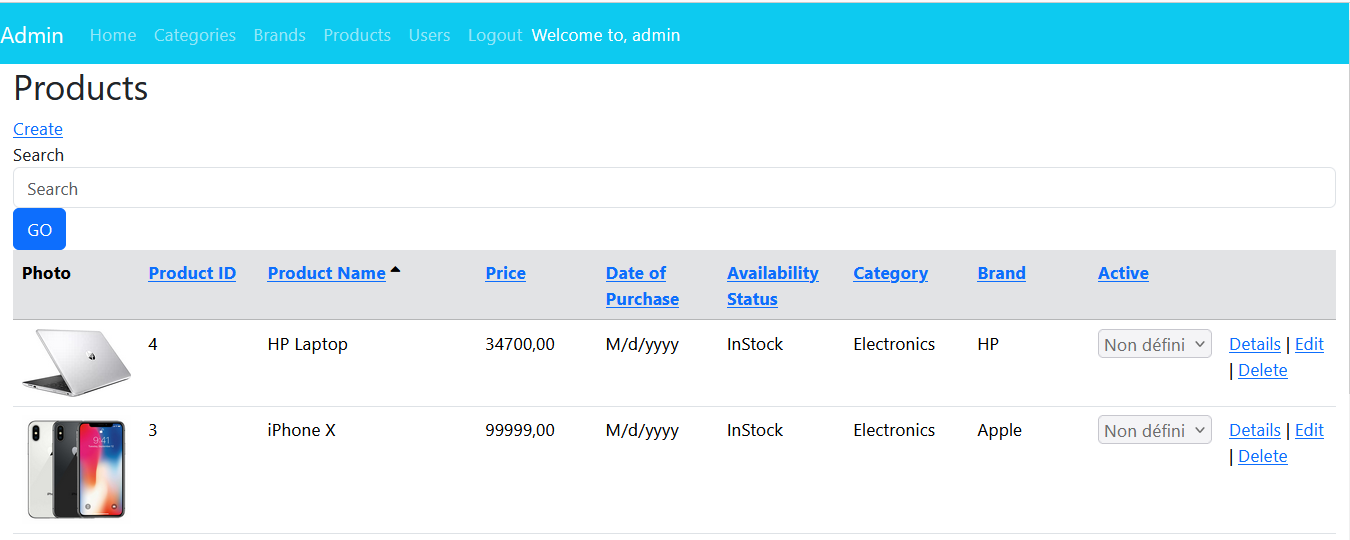 Admin Home Categories Brands Products Users Logout Welcome to, admin
Products
Create
Search
Search
GO
Photo Product ID Product Name Price Date of Purchase Availability Status Category Brand Active
4 HP Laptop 34700,00 M/d/yyyy InStock Electronics HP Non défini Details | Edit
| Delete
9:41
3 iPhone X 99999,00 M/d/yyyy InStock Electronics Apple Non défini Details | Edit
| Delete